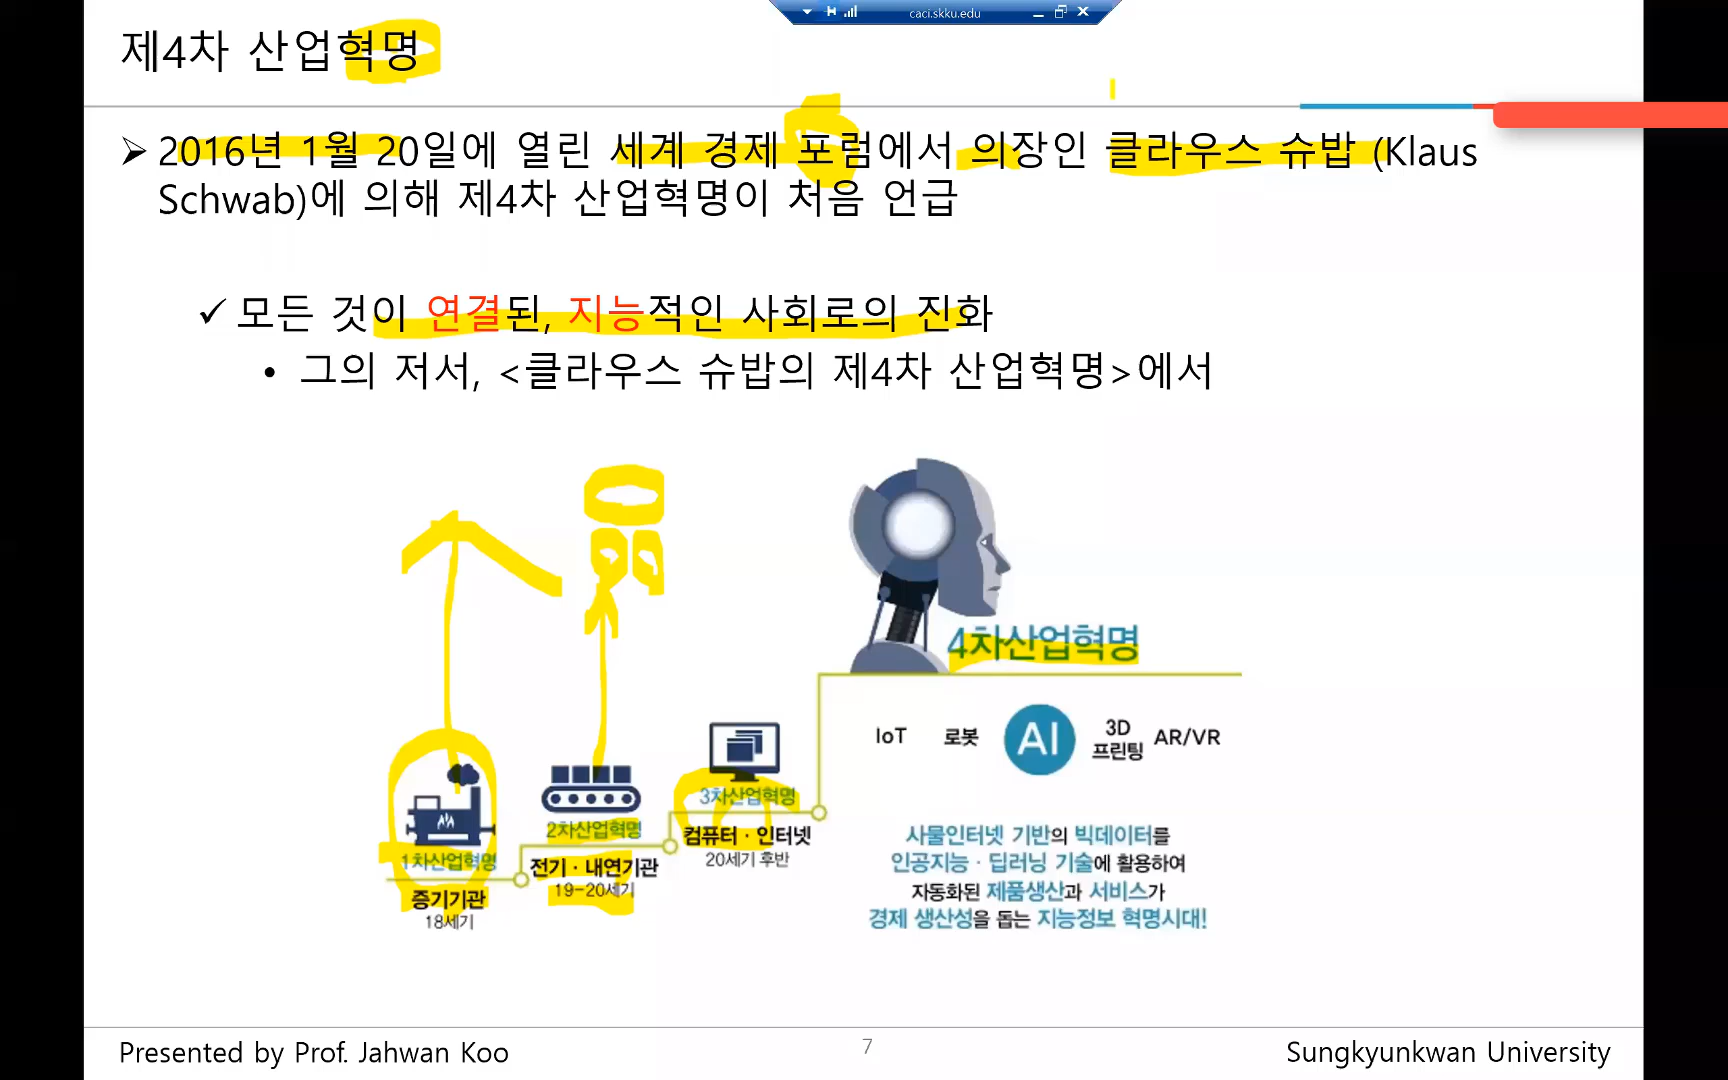 caci.skku.edu
제4차 산업혁명
➢ 2016년 1월 20일에 열린 세계 경제 포럼에서 의장인 클라우스 슈밥 (Klaus
Schwab)에 의해 제4차 산업혁명이 처음 언급
✓ 모든 것이 연결된, 지능적인 사회로의 진화
• 그의 저서, <클라우스 슈밥의 제4차 산업혁명>에서
1차산업혁명
증기기관
18세기
2차산업혁명
전기 · 내연기관
19-20세기
3차산업혁명
컴퓨터 · 인터넷
20세기 후반
4차산업혁명
IoT 로봇 AI 3D 프린팅 AR/VR
사물인터넷 기반의 빅데이터를
인공지능 · 딥러닝 기술에 활용하여
자동화된 제품생산과 서비스가
경제 생산성을 돕는 지능정보 혁명시대!
Presented by Prof. Jahwan Koo
7
Sungkyunkwan University